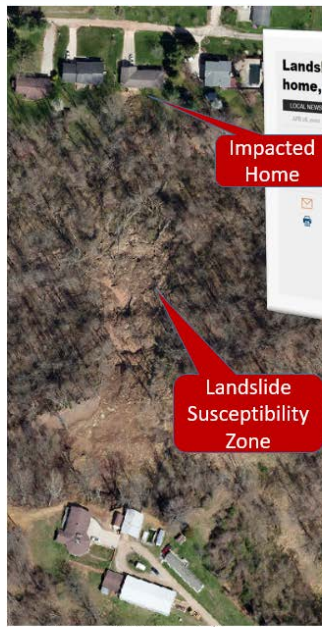 Landsl
home,
LOCAL NEWS
Impacted
Home
Landslide
Susceptibility
Zone